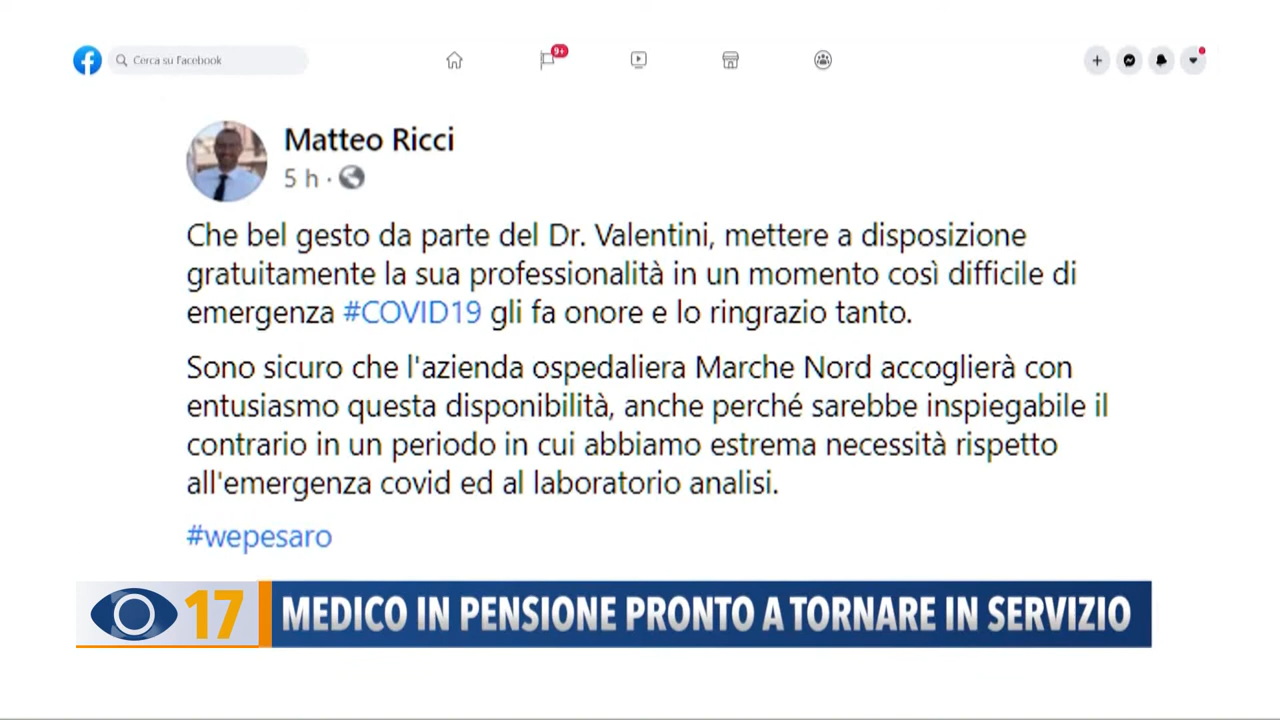 Cerca su Facebook
9+
Matteo Ricci
5 h ·
Che bel gesto da parte del Dr. Valentini, mettere a disposizione
gratuitamente la sua professionalità in un momento così difficile di
emergenza #COVID19 gli fa onore e lo ringrazio tanto.
Sono sicuro che l'azienda ospedaliera Marche Nord accoglierà con
entusiasmo questa disponibilità, anche perché sarebbe inspiegabile il
contrario in un periodo in cui abbiamo estrema necessità rispetto
all'emergenza covid ed al laboratorio analisi.
#wepesaro
17 MEDICO IN PENSIONE PRONTO A TORNARE IN SERVIZIO